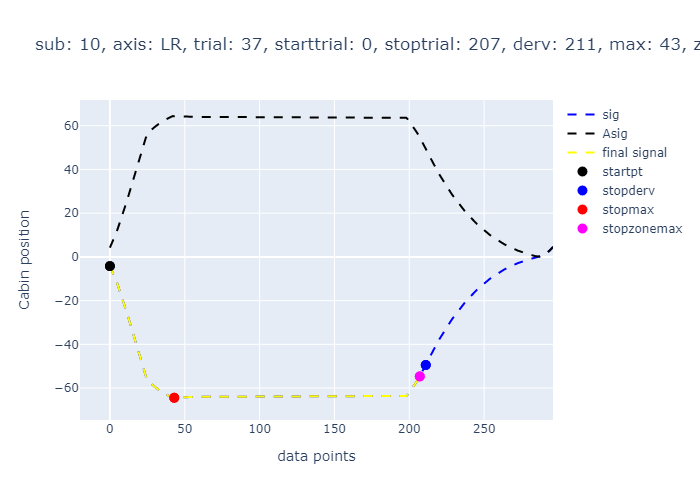 sub: 10, axis: LR, trial: 37, starttrial: 0, stoptrial: 207, derv: 211, max: 43, z
sig
Asig
final signal
startpt
stopderv
stopmax
stopzonemax
60
40
20
0
−20
−40
−60
Cabin position
0 50 100 150 200 250
data points